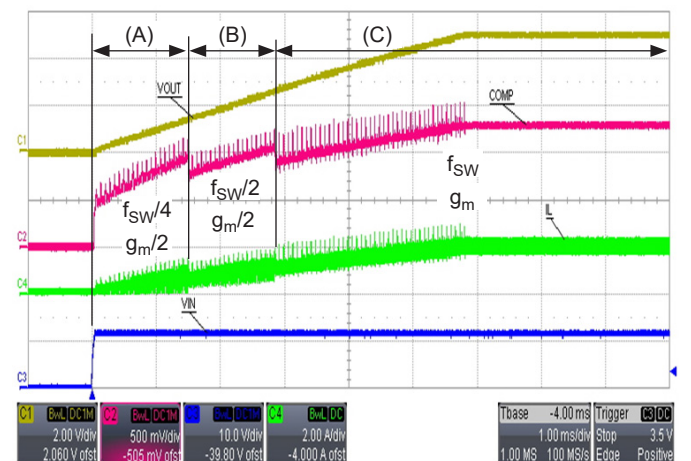 (A) (B) (C)
VOUT
COMP
C1
fSW/4
gm/2
fSW/2
gm/2
fSW
gm
C2
IL
C4
VIN
C3
C1 BwL DC1M
2.00 V/div
2.060 V ofst
C2 BwL DC1M
500 mV/div
-505 mV ofst
BwL DC1M
10.0 V/div
-39.80 V ofst
C4 BwL DC
2.00 A/div
-4.000 A ofst
Tbase -4.00 ms
1.00 ms/div
1.00 MS 100 MS/s
Trigger C3 DC
Stop 3.5 V
Edge Positive